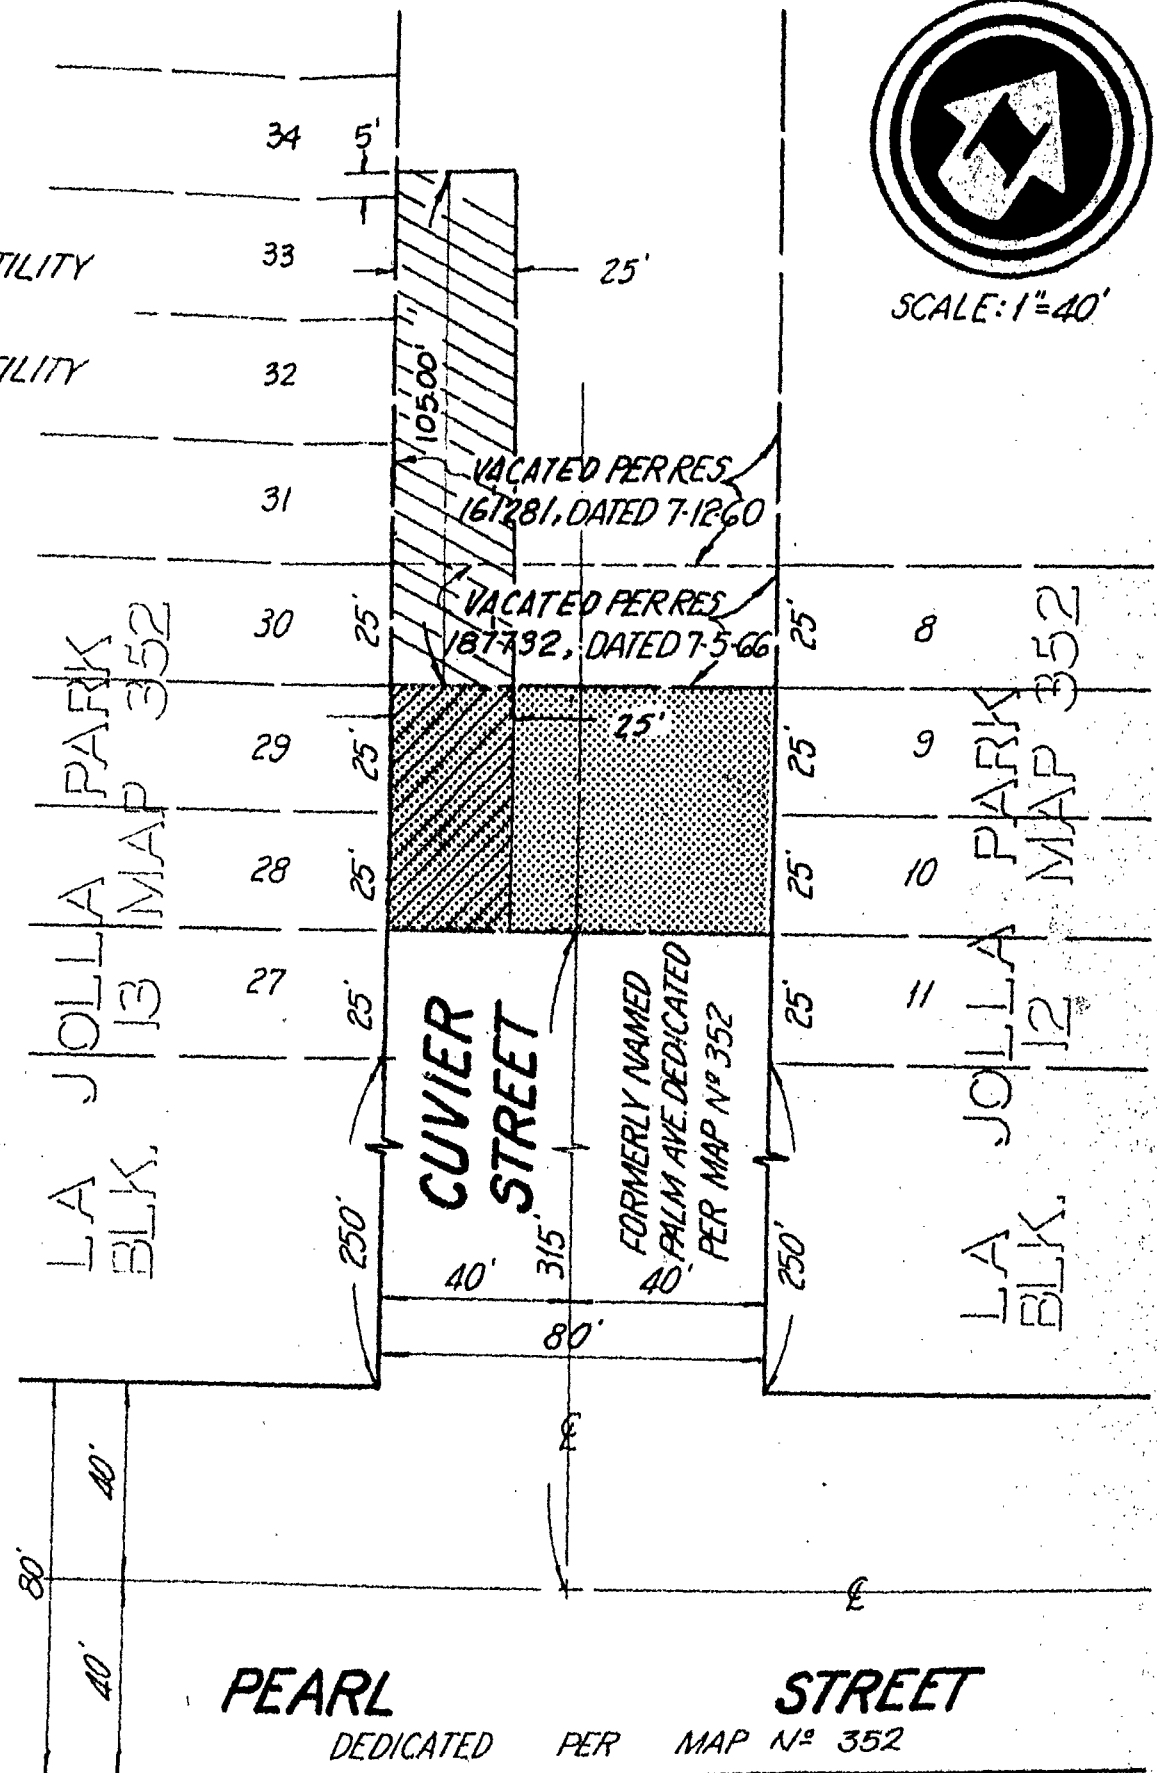 34 5'
33
TILITY
25'
SCALE: 1"=40'
TILITY
32
105.00'
31
VACATED PER RES
161281, DATED 7-12-60
30
25'
VACATED PER RES
187792, DATED 7-5-66
25'
8
29
25'
25'
25'
9
28
25'
25'
10
27
25'
25'
11
LA JOLLA PARK
BLK. 13 MAP 352
LA JOLLA PARK
BLK. 12 MAP 352
CUVIER
STREET
FORMERLY NAMED
PALM AVE. DEDICATED
PER MAP Nº 352
250'
315'
250'
40' 40'
80'
℄
40'
80'
℄
40'
PEARL STREET
DEDICATED PER MAP Nº 352